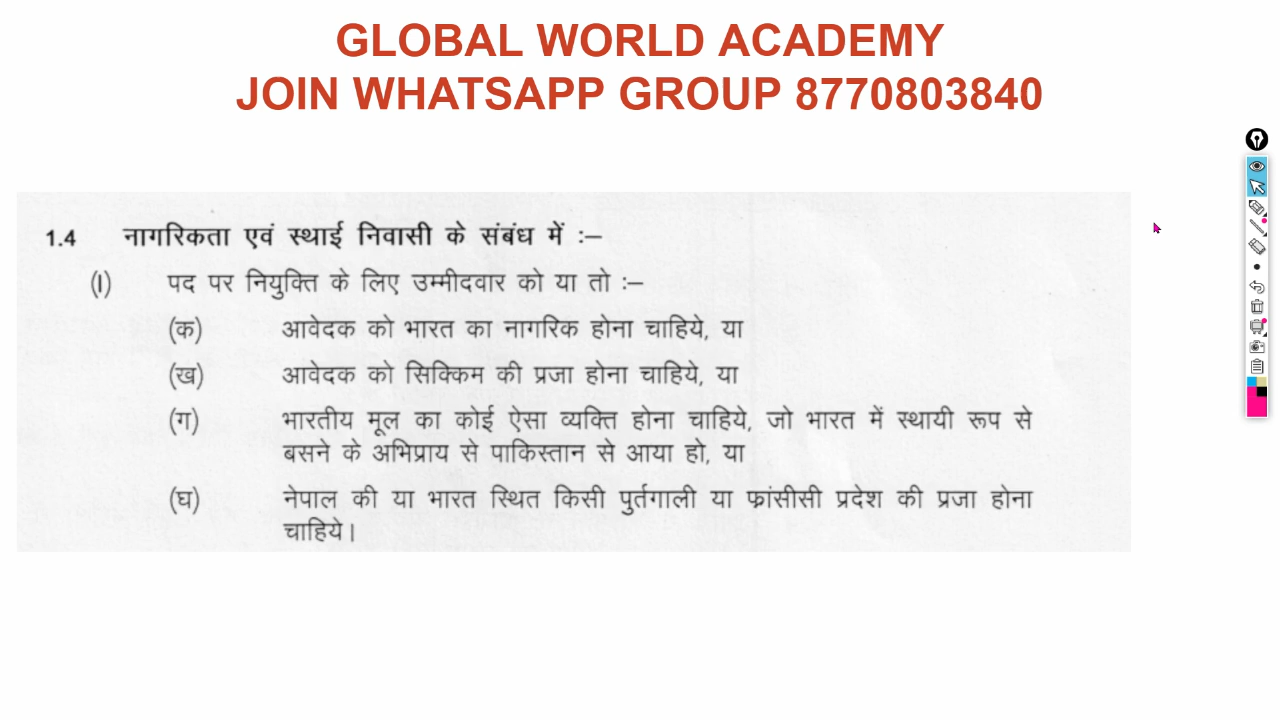 GLOBAL WORLD ACADEMY
JOIN WHATSAPP GROUP 8770803840
1.4 नागरिकता एवं स्थाई निवासी के संबंध में :–
(I) पद पर नियुक्ति के लिए उम्मीदवार को या तो :–
(क) आवेदक को भारत का नागरिक होना चाहिये, या
(ख) आवेदक को सिक्किम की प्रजा होना चाहिये, या
(ग) भारतीय मूल का कोई ऐसा व्यक्ति होना चाहिये, जो भारत में स्थायी रूप से
बसने के अभिप्राय से पाकिस्तान से आया हो, या
(घ) नेपाल की या भारत स्थित किसी पुर्तगाली या फ्रांसीसी प्रदेश की प्रजा होना
चाहिये।